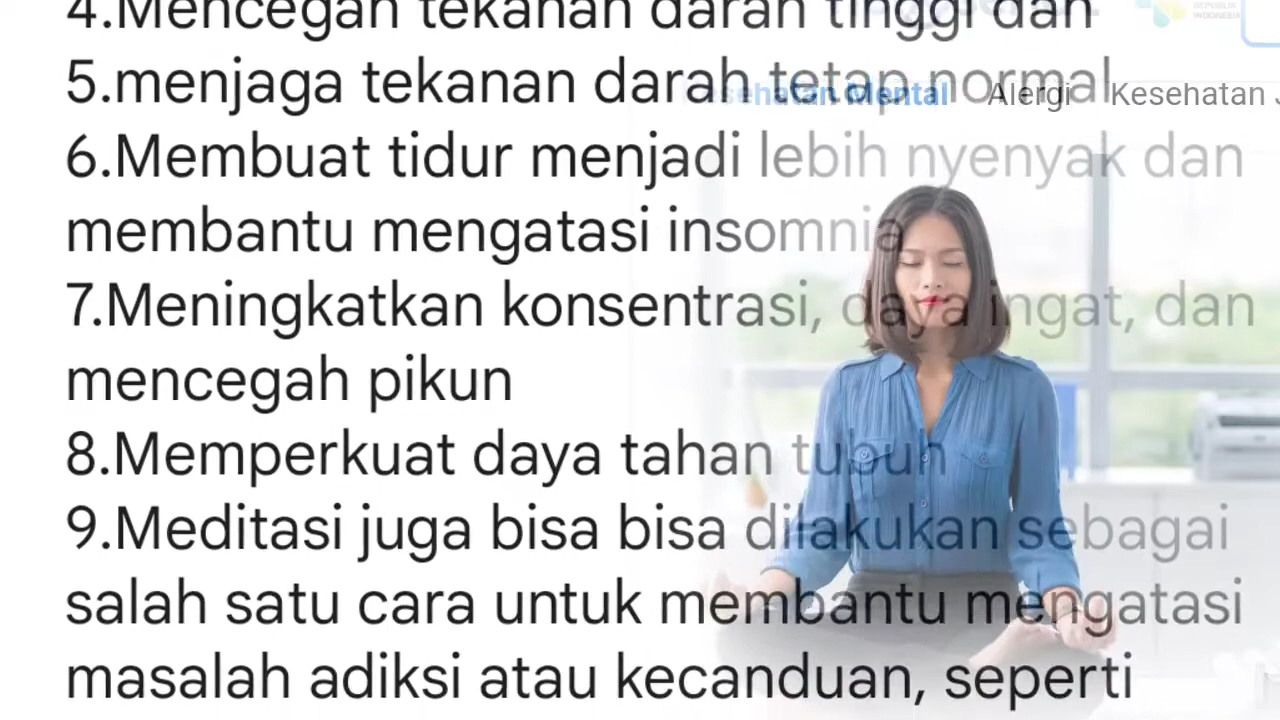 4.Mencegah tekanan darah tinggi dan
REPUBLIK
INDONESIA
5.menjaga tekanan darah tetap normal
Kesehatan Mental Alergi Kesehatan
6.Membuat tidur menjadi lebih nyenyak dan
membantu mengatasi insomnia
7.Meningkatkan konsentrasi, daya ingat, dan
mencegah pikun
8.Memperkuat daya tahan tubuh
9.Meditasi juga bisa bisa dilakukan sebagai
salah satu cara untuk membantu mengatasi
masalah adiksi atau kecanduan, seperti